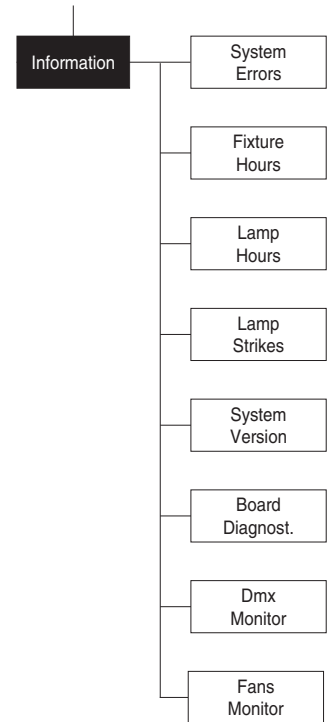 Information
System
Errors
Fixture
Hours
Lamp
Hours
Lamp
Strikes
System
Version
Board
Diagnost.
Dmx
Monitor
Fans
Monitor